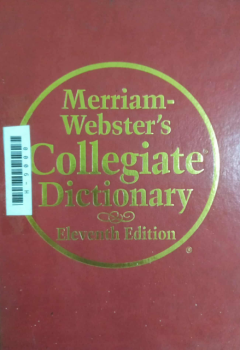 Merriam-
Webster's
Collegiate®
Dictionary
Eleventh Edition
®